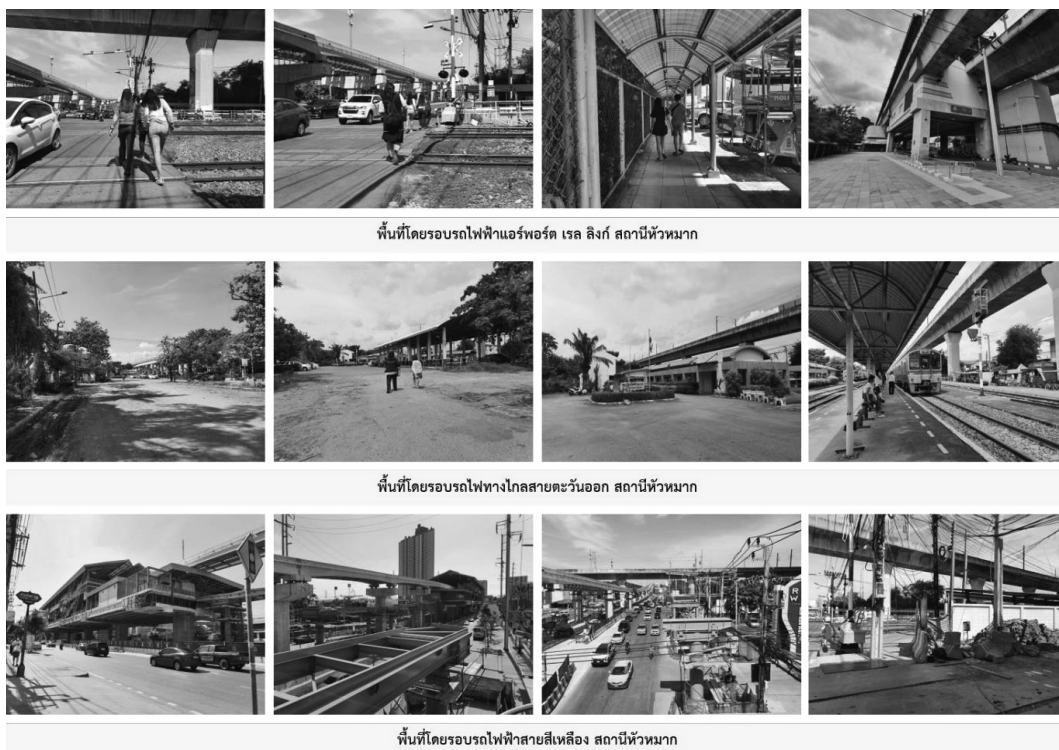 พื้นที่โดยรอบรถไฟฟ้าแอร์พอร์ต เรล ลิงก์ สถานีหัวหมาก
พื้นที่โดยรอบรถไฟทางไกลสายตะวันออก สถานีหัวหมาก
พื้นที่โดยรอบรถไฟฟ้าสายสีเหลือง สถานีหัวหมาก